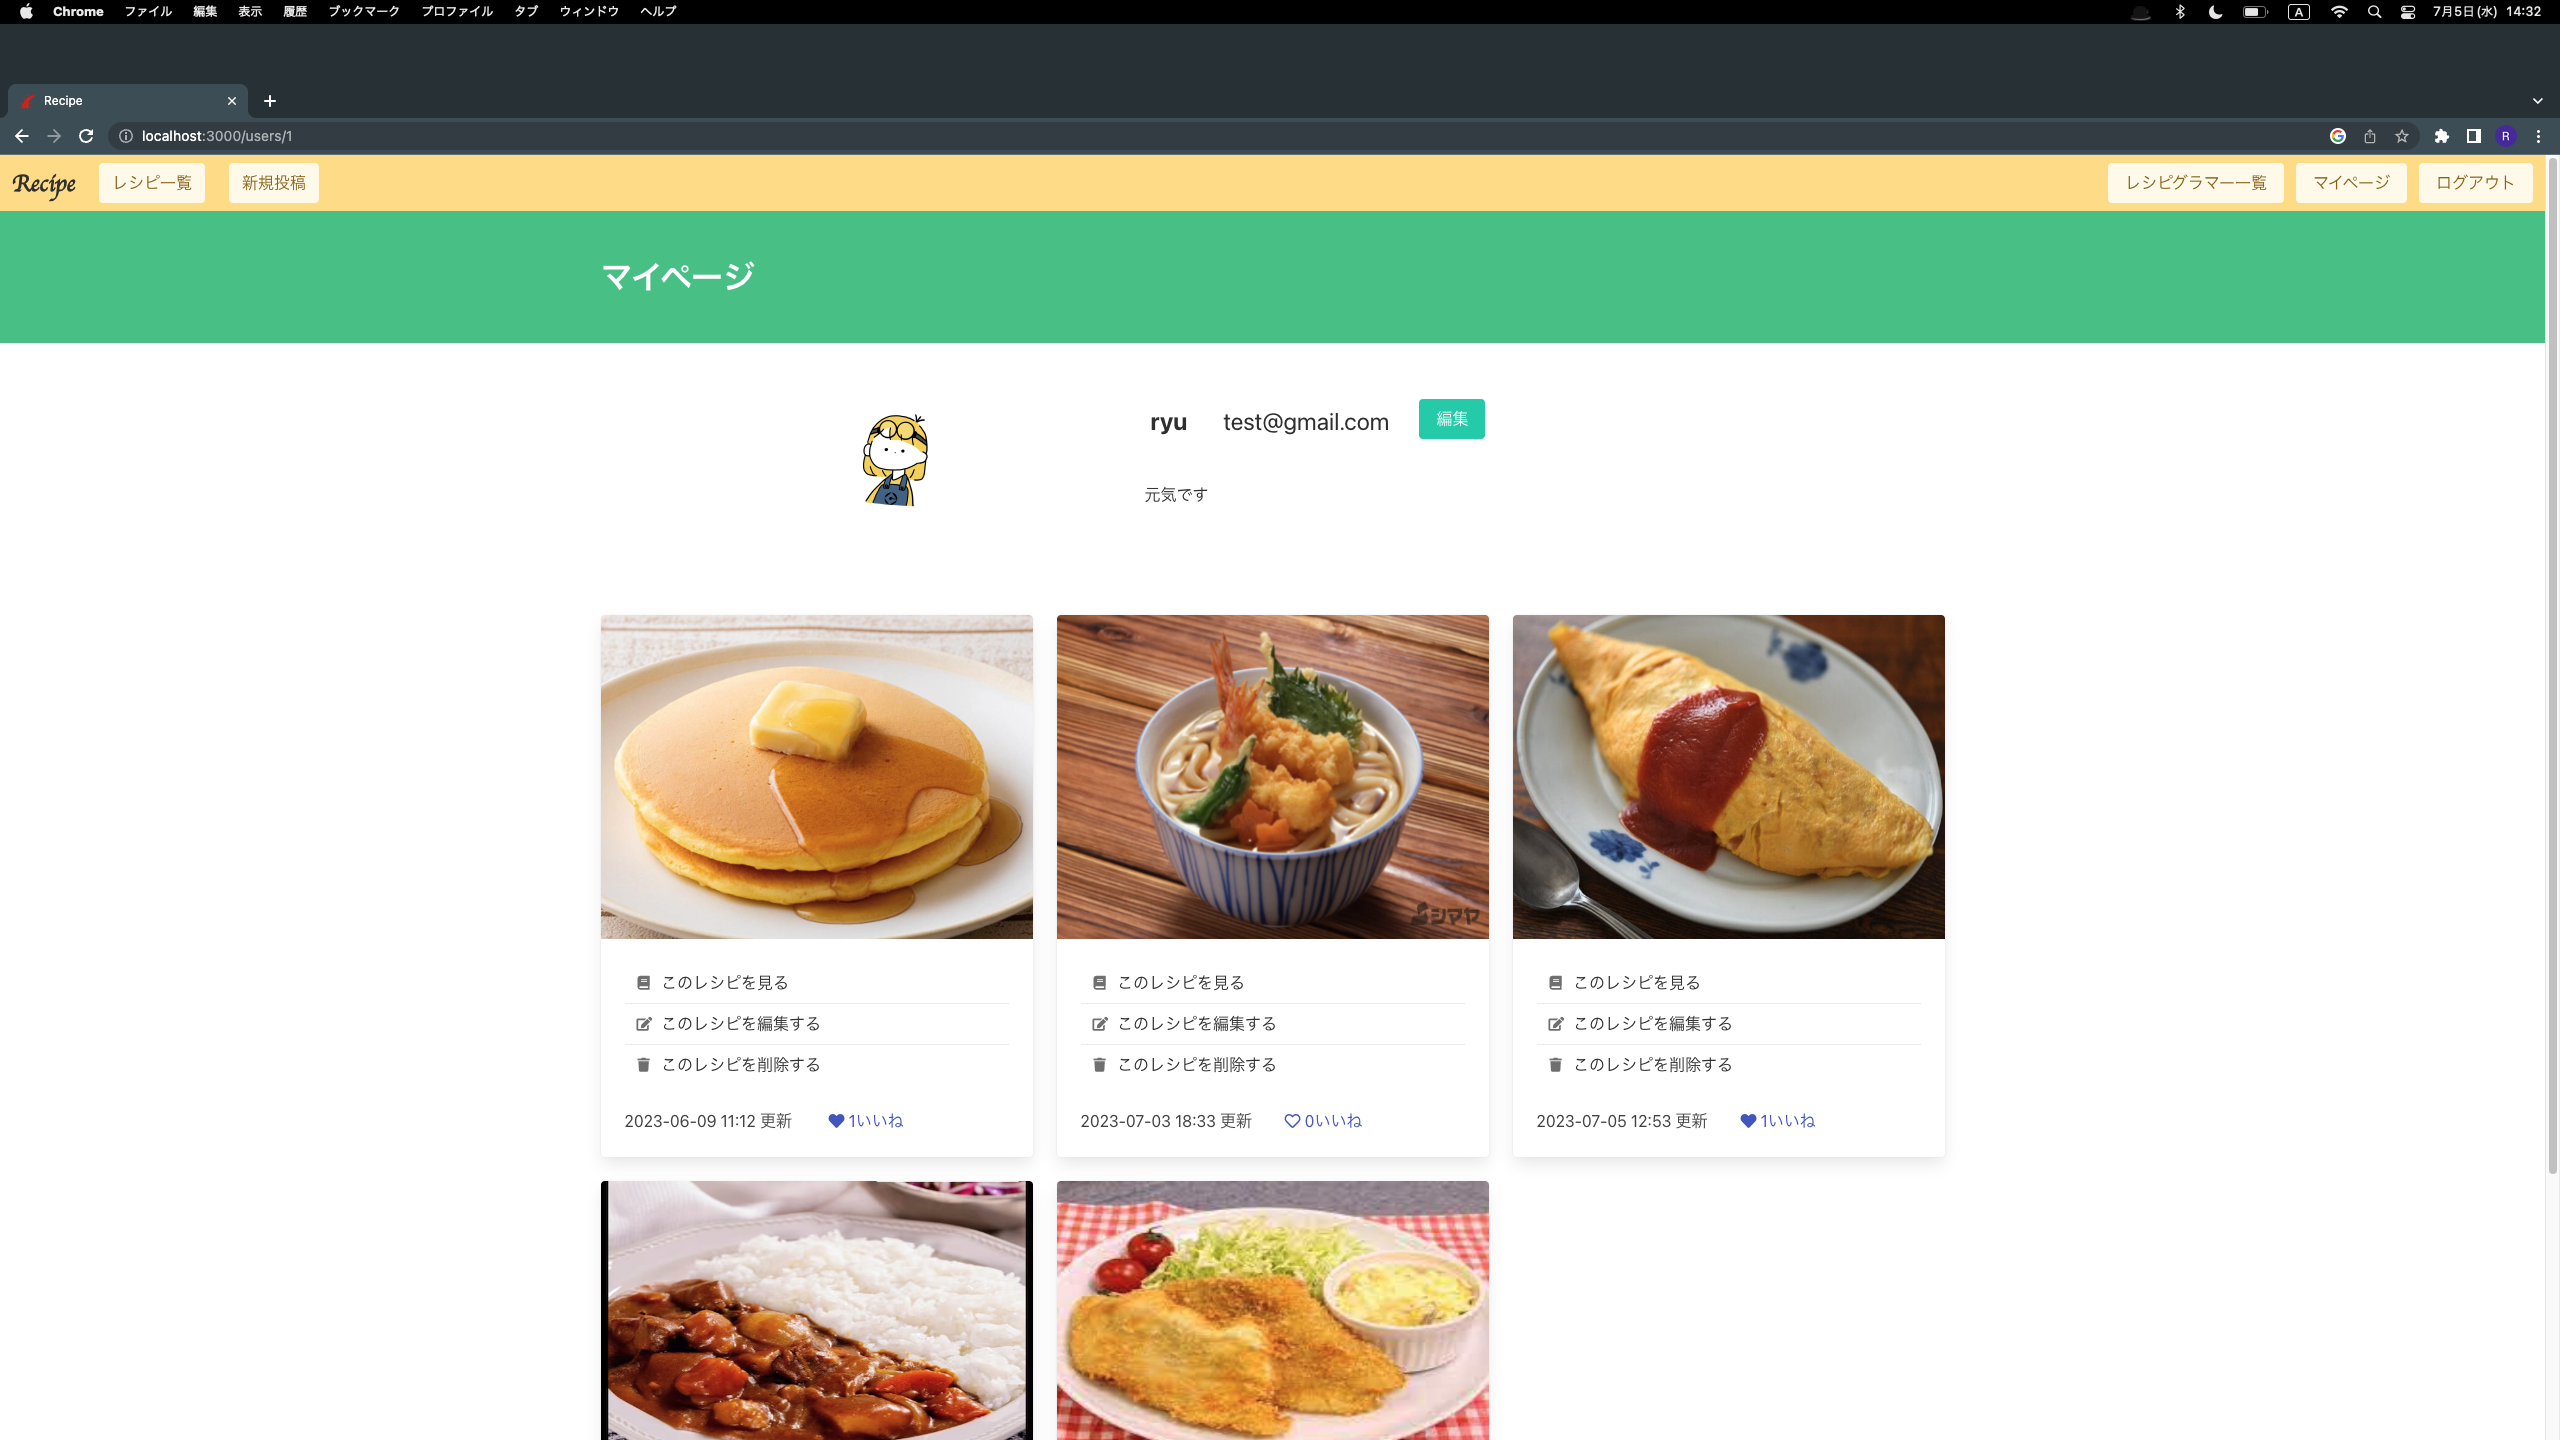 Chrome ファイル 編集 表示 履歴 ブックマーク プロファイル タブ ウィンドウ ヘルプ A 7月5日(水) 14:32
Recipe
localhost:3000/users/1 R
Recipe レシピ一覧 新規投稿 レシピグラマー一覧 マイページ ログアウト
マイページ
ryu test@gmail.com 編集
元気です
シマヤ
このレシピを見る このレシピを見る このレシピを見る
このレシピを編集する このレシピを編集する このレシピを編集する
このレシピを削除する このレシピを削除する このレシピを削除する
2023-06-09 11:12 更新 1いいね 2023-07-03 18:33 更新 0いいね 2023-07-05 12:53 更新 1いいね